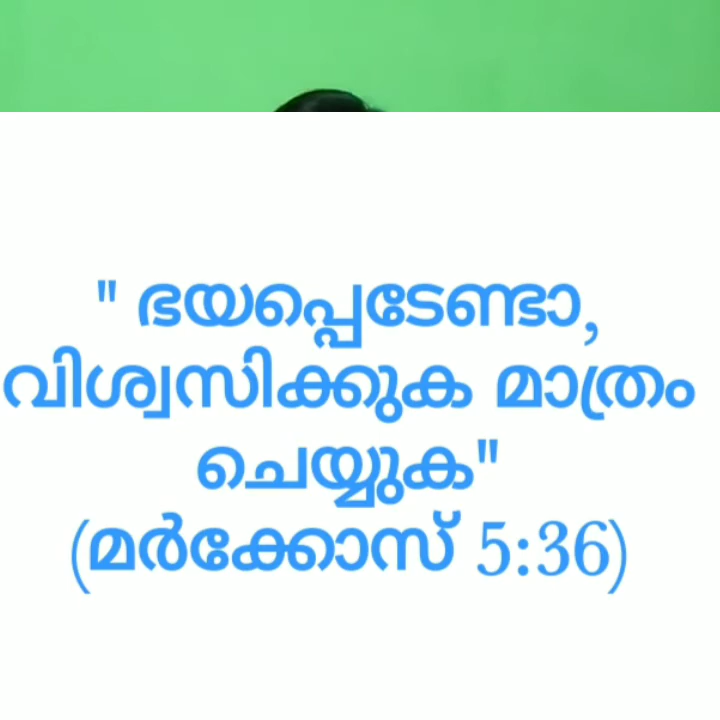 " ഭയപ്പെടേണ്ടാ,
വിശ്വസിക്കുക മാത്രം
ചെയ്യുക"
(മർക്കോസ് 5:36)